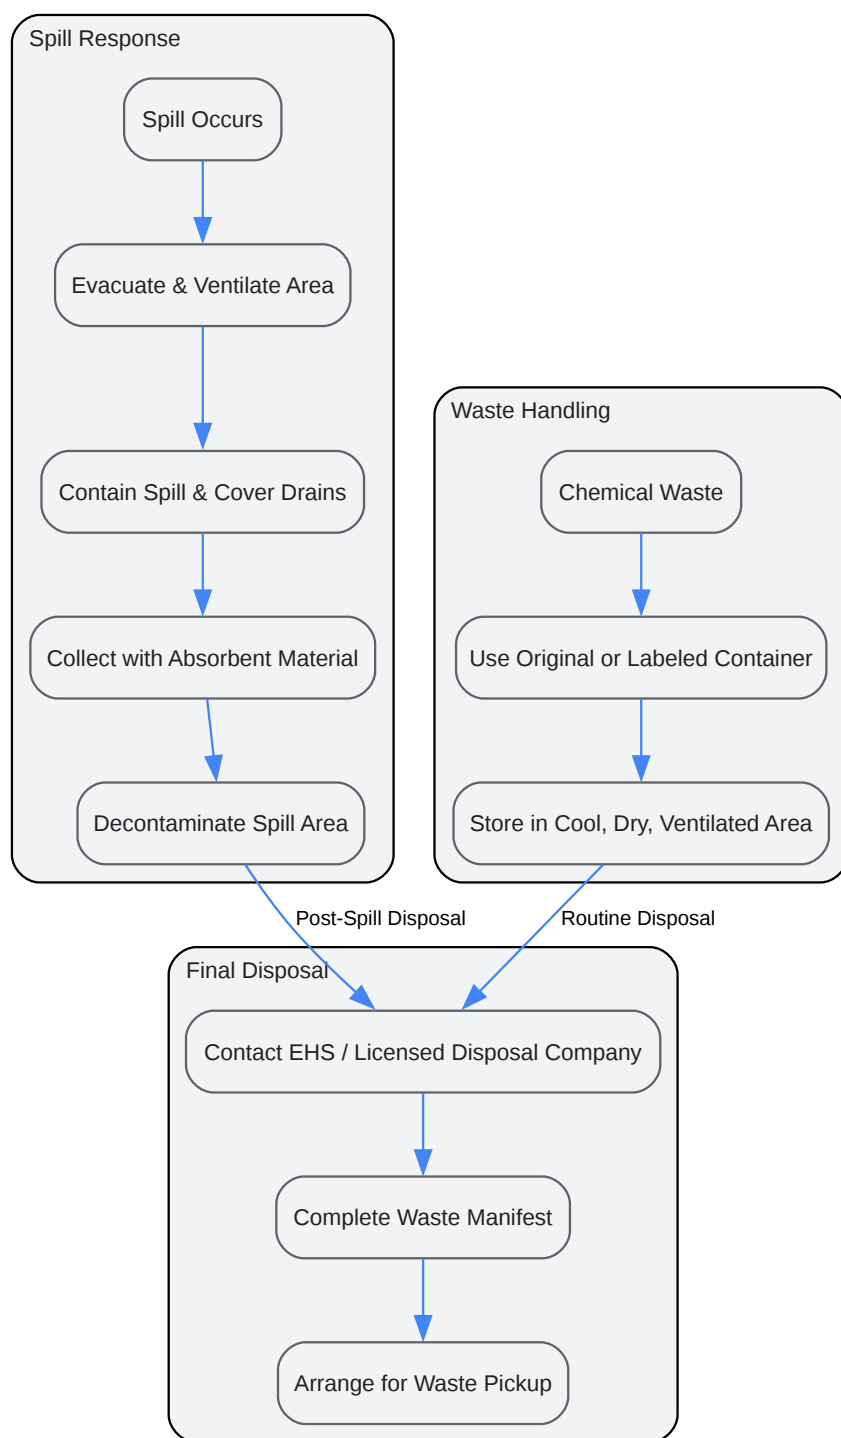 Spill Response
Spill Occurs
Evacuate & Ventilate Area
Contain Spill & Cover Drains
Collect with Absorbent Material
Decontaminate Spill Area
Waste Handling
Chemical Waste
Use Original or Labeled Container
Store in Cool, Dry, Ventilated Area
Post-Spill Disposal
Routine Disposal
Final Disposal
Contact EHS / Licensed Disposal Company
Complete Waste Manifest
Arrange for Waste Pickup